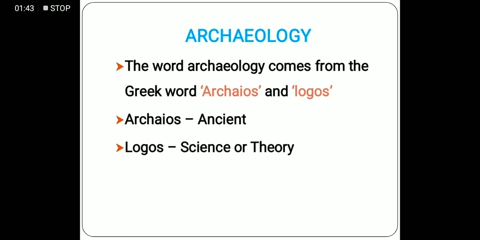 01:43 STOP
ARCHAEOLOGY
The word archaeology comes from the
Greek word ‘Archaios’ and ‘logos’
Archaios – Ancient
Logos – Science or Theory